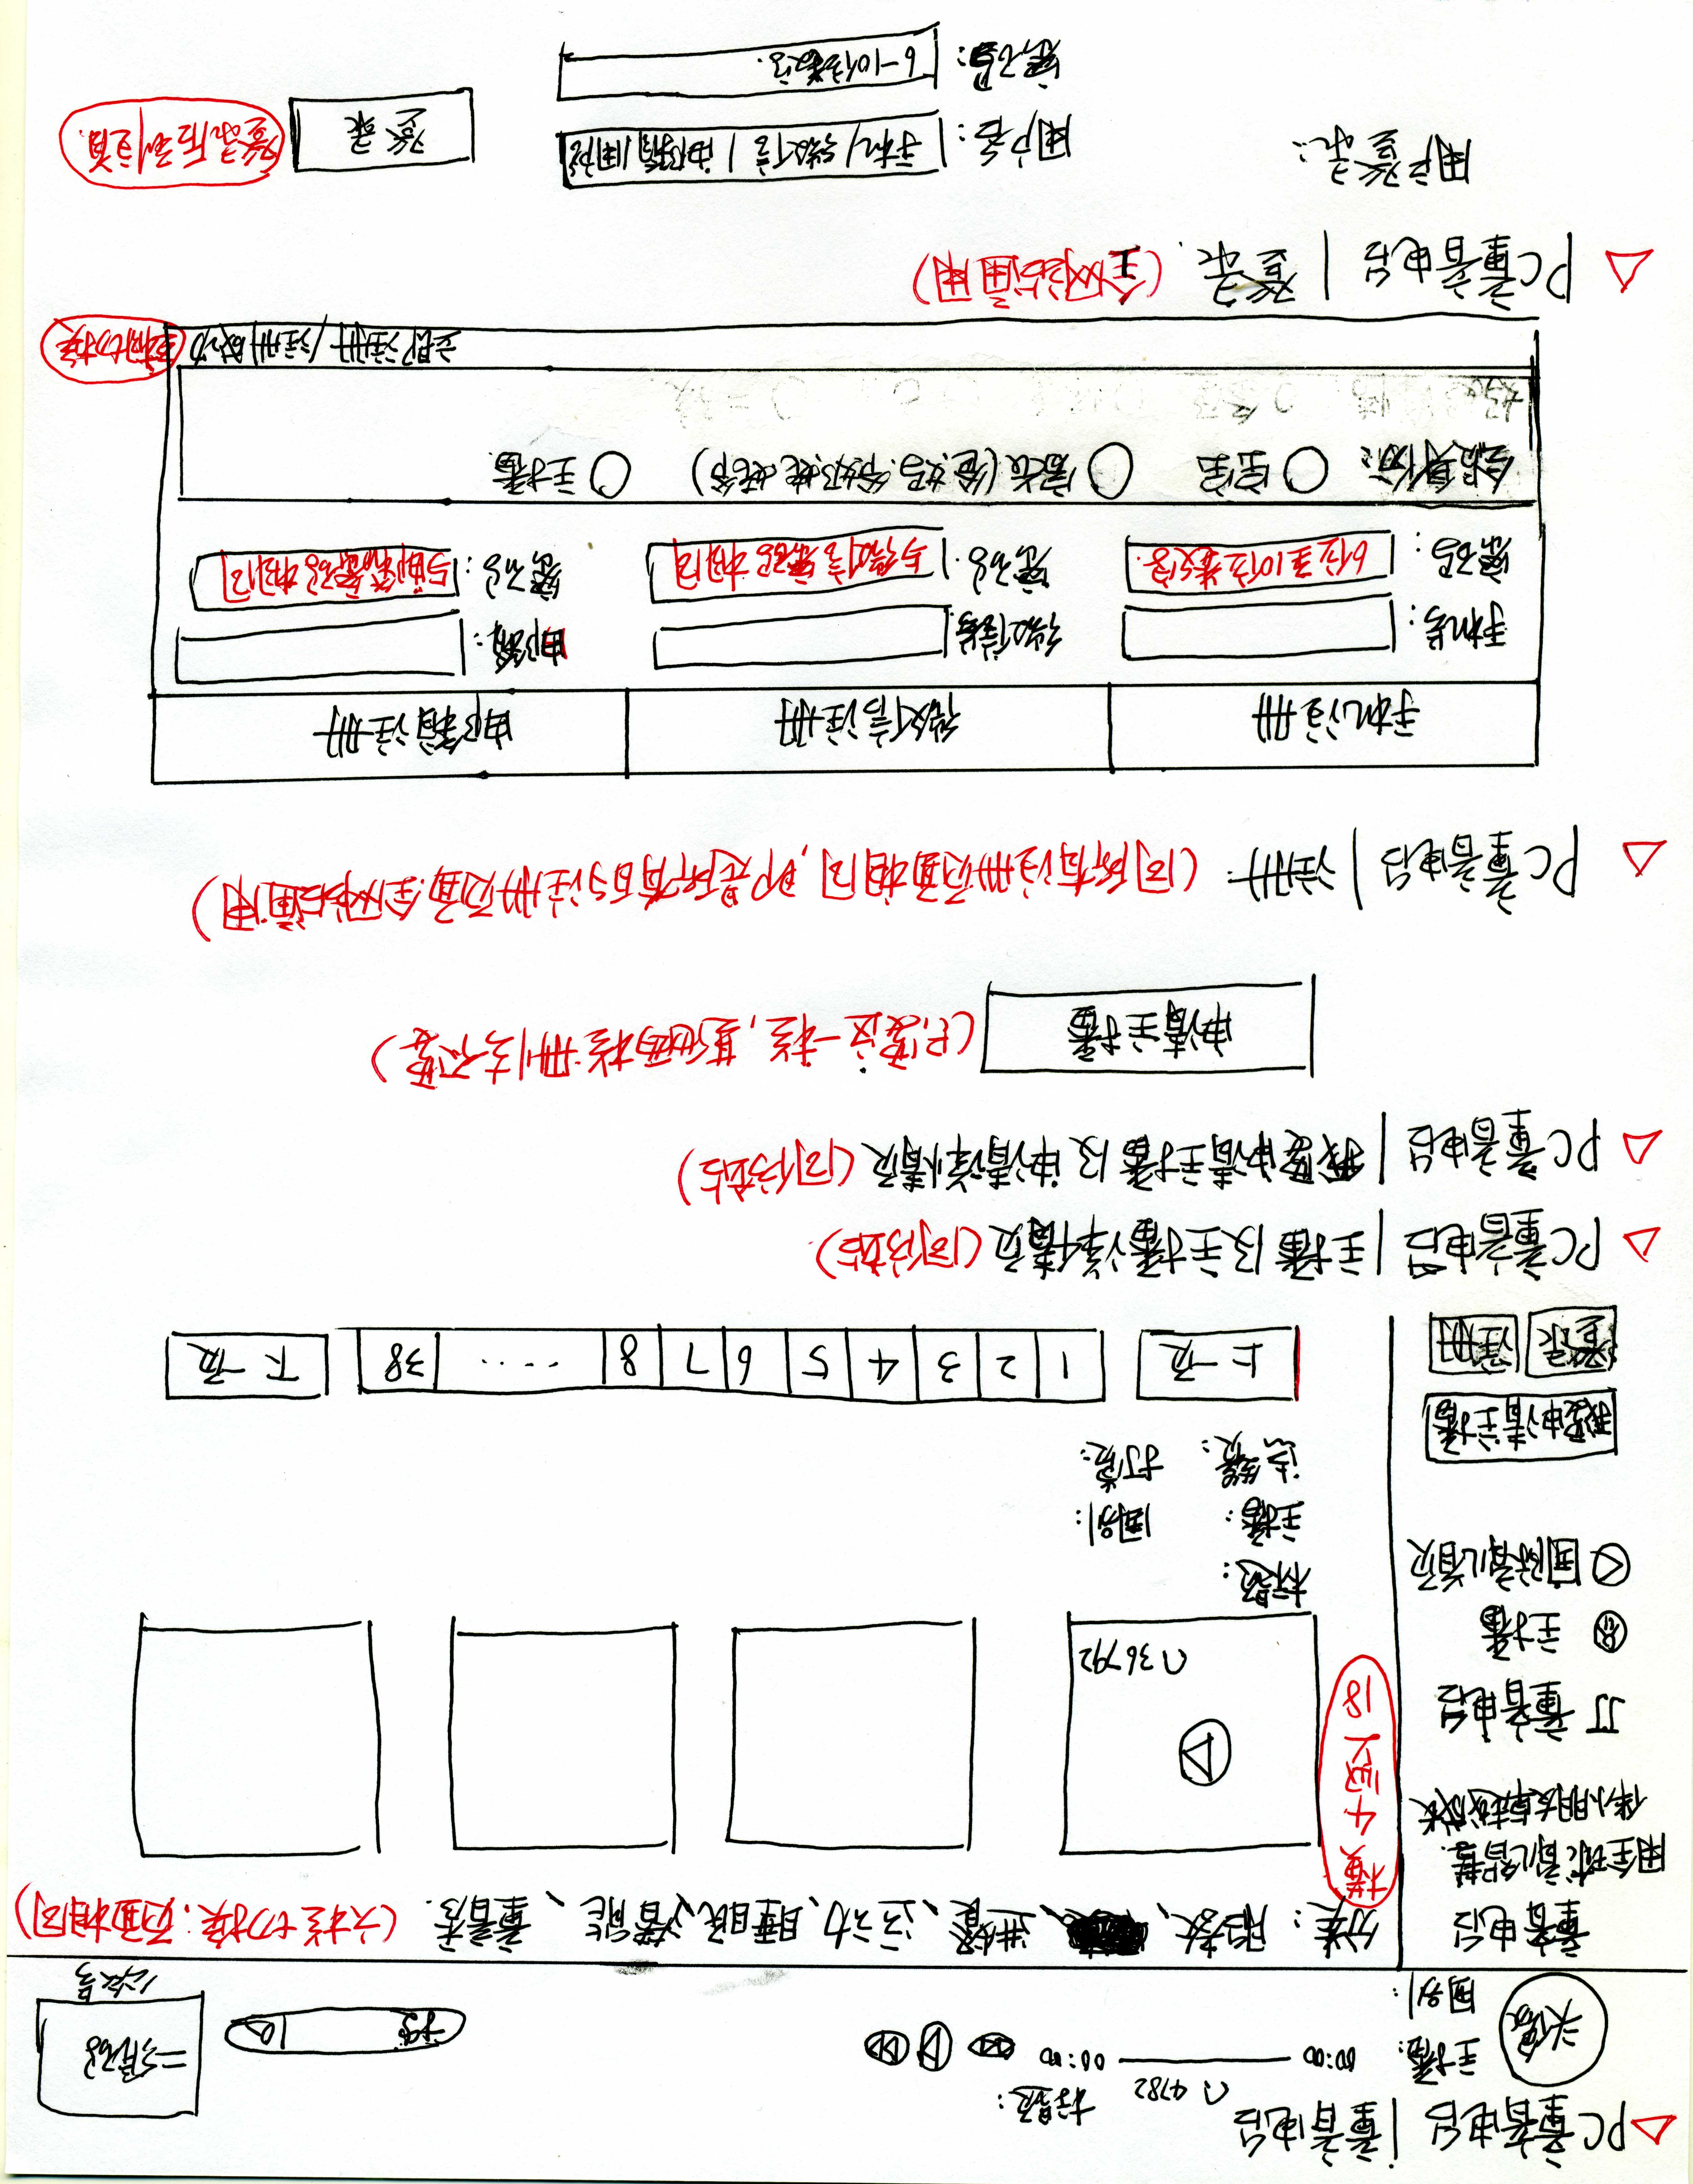 △PC童音电台|童音电台
4782 标题:
头像 主播: 00:00 00:00
国别:
搜
二维码
公众号
童音电台
用全球育儿智慧.
伴小朋友卓越成长
童音电台
主播
国际育儿首页
我要申请主播
登录 注册
分类: 胎教、进餐、运动、睡眠、潜能、童音秀. (六栏切换:页面相同)
横4竖18
36792
标题:
主播: 国别:
点赞: 打赏:
上一页 1 2 3 4 5 6 7 8 ···· 38 下一页
△ PC童音电台|主播及主播详情页(同仿站).
△ PC童音电台|我要申请主播及申请详情页(同仿站)
申请主播 (只要这一栏,其他两栏删去不要)
△ PC童音电台|注册 (同所有注册页面相同,即是所有的注册页面全网站通用)
手机注册 微信注册 邮箱注册
手机号: 微信号 邮箱:
密码: 6位至10位数字. 密码. 与微信密码相同 密码: 与邮箱密码相同
会员身份: ○宝宝 ○家长(爸、妈、爷奶、姥、姥爷) ○主播.
立即注册/注册成功 互相切换
△ PC童音电台|登录. (全网站通用)
用户登录: 用户名: 手机/微信/邮箱/用户名 登录 登录后到主首.
密码: 6-10位数字.